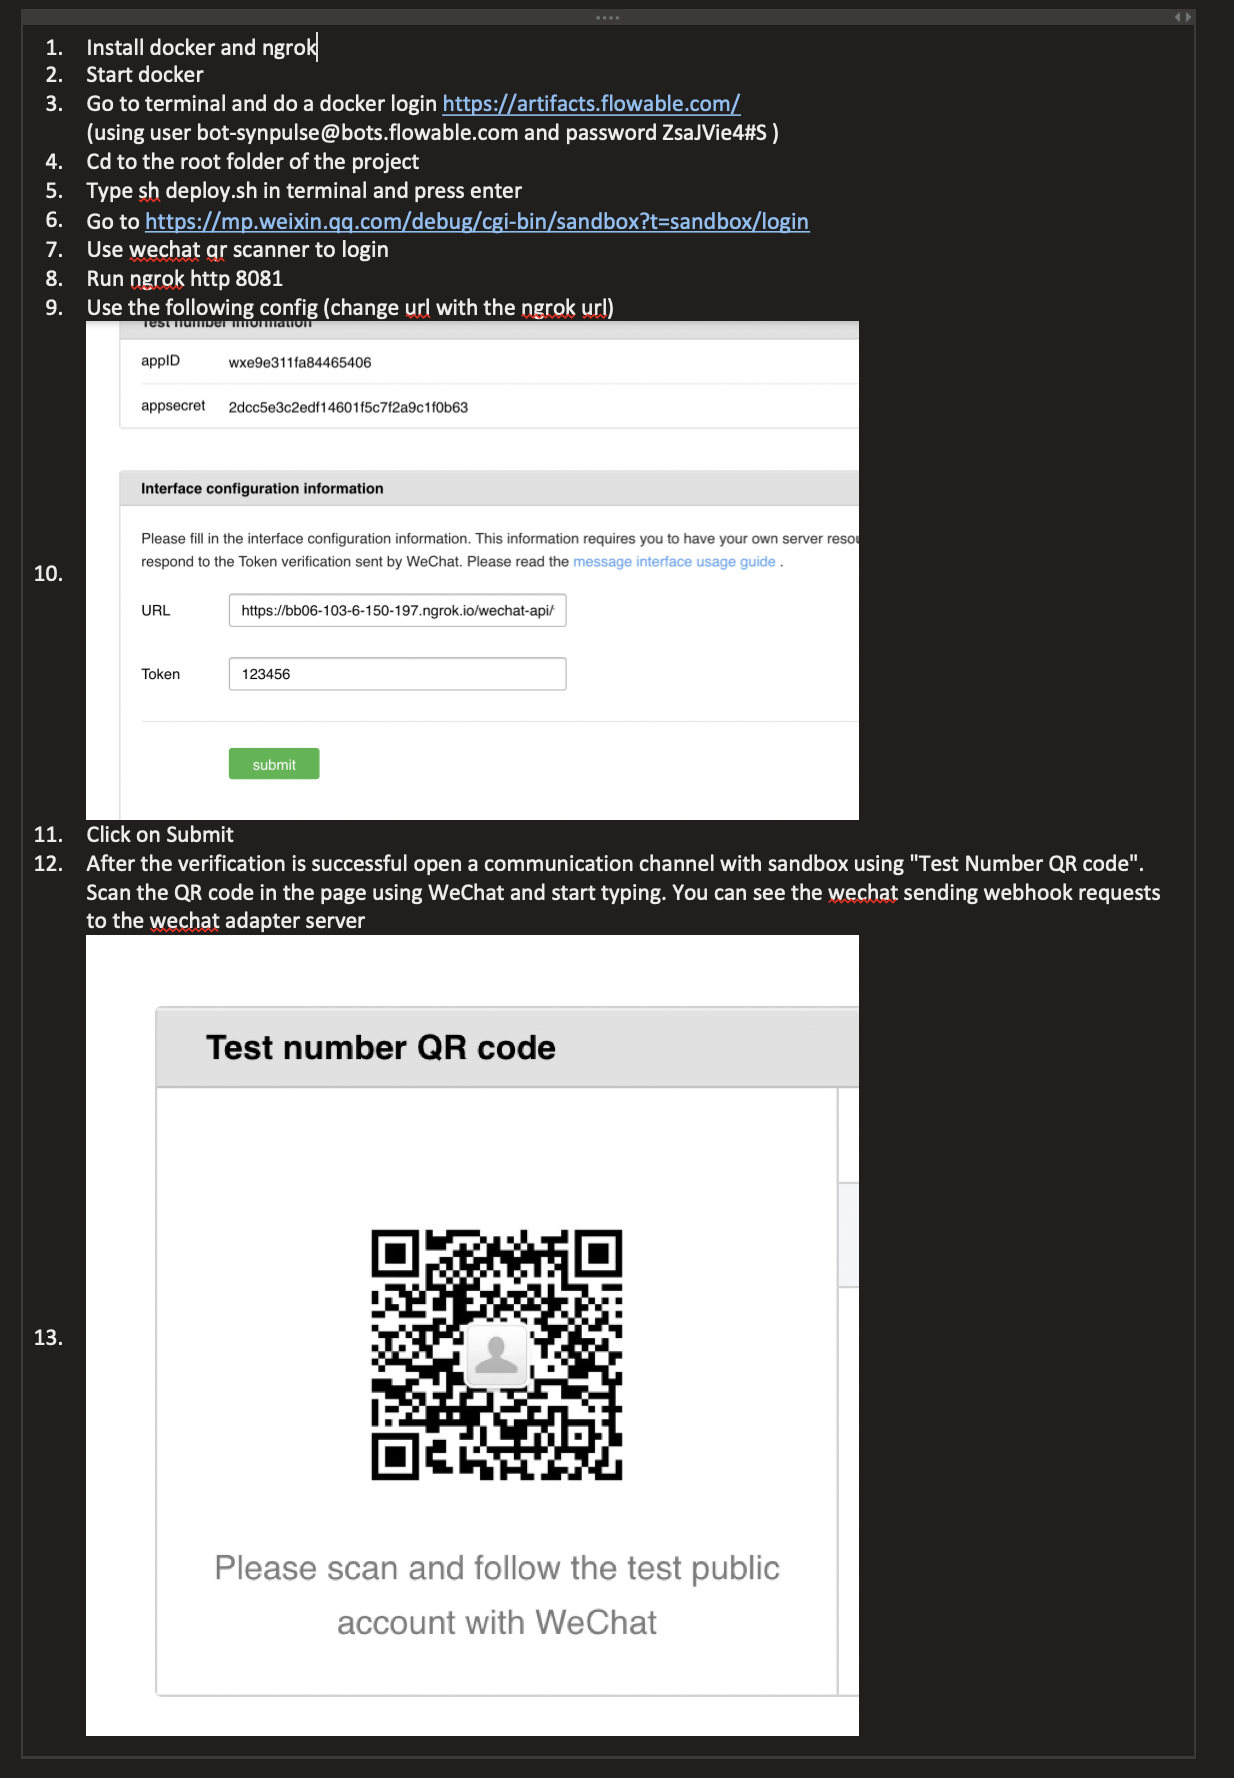 1. Install docker and ngrok
2. Start docker
3. Go to terminal and do a docker login https://artifacts.flowable.com/
(using user bot-synpulse@bots.flowable.com and password ZsaJVie4#S )
4. Cd to the root folder of the project
5. Type sh deploy.sh in terminal and press enter
6. Go to https://mp.weixin.qq.com/debug/cgi-bin/sandbox?t=sandbox/login
7. Use wechat qr scanner to login
8. Run ngrok http 8081
9. Use the following config (change url with the ngrok url)
Test number information
appID wxe9e311fa84465406
appsecret 2dcc5e3c2edf14601f5c7f2a9c1f0b63
Interface configuration information
Please fill in the interface configuration information. This information requires you to have your own server
respond to the Token verification sent by WeChat. Please read the message interface usage guide .
10.
URL https://bb06-103-6-150-197.ngrok.io/wechat-api/
Token 123456
submit
11. Click on Submit
12. After the verification is successful open a communication channel with sandbox using "Test Number QR code".
Scan the QR code in the page using WeChat and start typing. You can see the wechat sending webhook requests
to the wechat adapter server
Test number QR code
13.
Please scan and follow the test public
account with WeChat